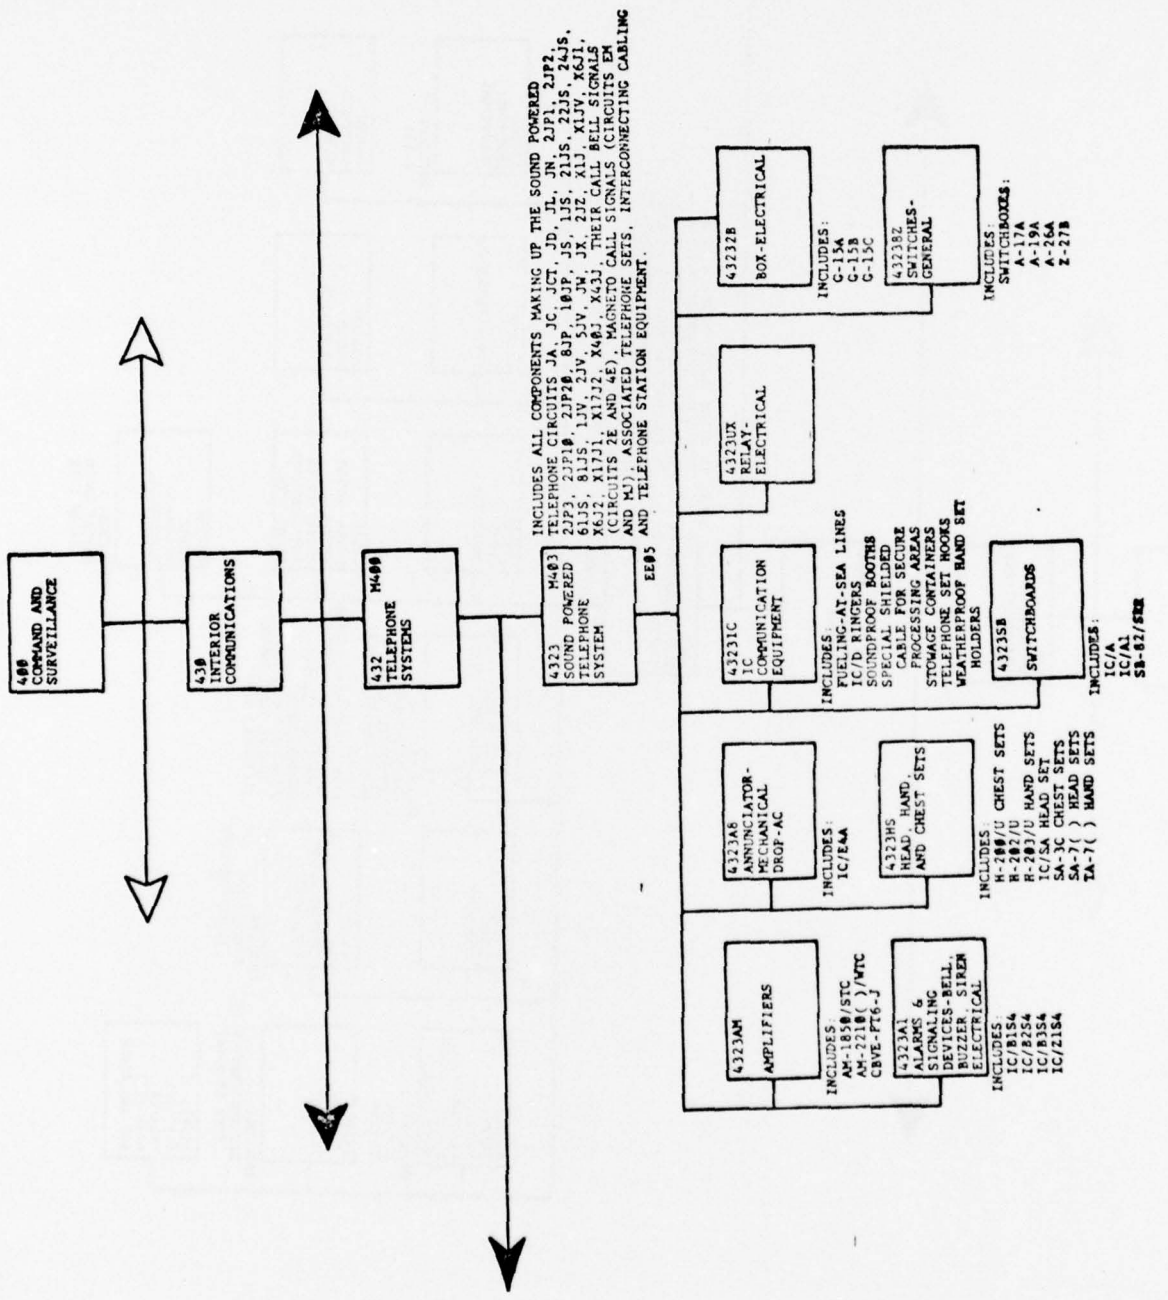 400
COMMAND AND
SURVEILLANCE
430
INTERIOR
COMMUNICATIONS
432 M400
TELEPHONE
SYSTEMS
4323 M403
SOUND POWERED
TELEPHONE
SYSTEM
EE05
INCLUDES ALL COMPONENTS MAKING UP THE SOUND POWERED
TELEPHONE CIRCUITS JA, JC, JCT, JD, JL, JN, 2JP1, 2JP2,
2JP3, 2JP10, 2JP20, 8JP, 10JP, JS, 1JS, 21JS, 22JS, 24JS,
61JS, 81JS, 1JV, 2JV, 5JV, JW, JX, 2JZ, X1J, X1JV, X6J1,
X6J2, X17J1, X17J2, X40J, X43J THEIR CALL BELL SIGNALS
(CIRCUITS 2E AND 4E), MAGNETO CALL SIGNALS (CIRCUITS EM
AND MJ), ASSOCIATED TELEPHONE SETS, INTERCONNECTING CABLING
AND TELEPHONE STATION EQUIPMENT.
4323AM
AMPLIFIERS
INCLUDES:
AM-1850/STC
AM-2210( )/WTC
CBVE-PT6-J
4323A1
ALARMS &
SIGNALING
DEVICES-BELL,
BUZZER, SIREN
ELECTRICAL
INCLUDES:
IC/B1S4
IC/B2S4
IC/B3S4
IC/Z1S4
4323A8
ANNUNCIATOR-
MECHANICAL
DROP-AC
INCLUDES:
IC/E4A
4323HS
HEAD, HAND,
AND CHEST SETS
INCLUDES:
H-200/U CHEST SETS
H-202/U
H-203/U HAND SETS
IC/SA HEAD SET
SA-3C CHEST SETS
SA-7( ) HEAD SETS
TA-7( ) HAND SETS
4323IC
IC
COMMUNICATION
EQUIPMENT
INCLUDES:
FUELING-AT-SEA LINES
IC/D RINGERS
SOUNDPROOF BOOTHS
SPECIAL SHIELDED
CABLE FOR SECURE
PROCESSING AREAS
STOWAGE CONTAINERS
TELEPHONE SET HOOKS
WEATHERPROOF HAND SET
HOLDERS
4323SB
SWITCHBOARDS
INCLUDES:
IC/A
IC/A1
SB-82/SRR
4323UX
RELAY-
ELECTRICAL
43232B
BOX-ELECTRICAL
INCLUDES:
G-15A
G-15B
G-15C
43238Z
SWITCHES-
GENERAL
INCLUDES:
SWITCHBOXES:
A-17A
A-19A
A-26A
Z-27B